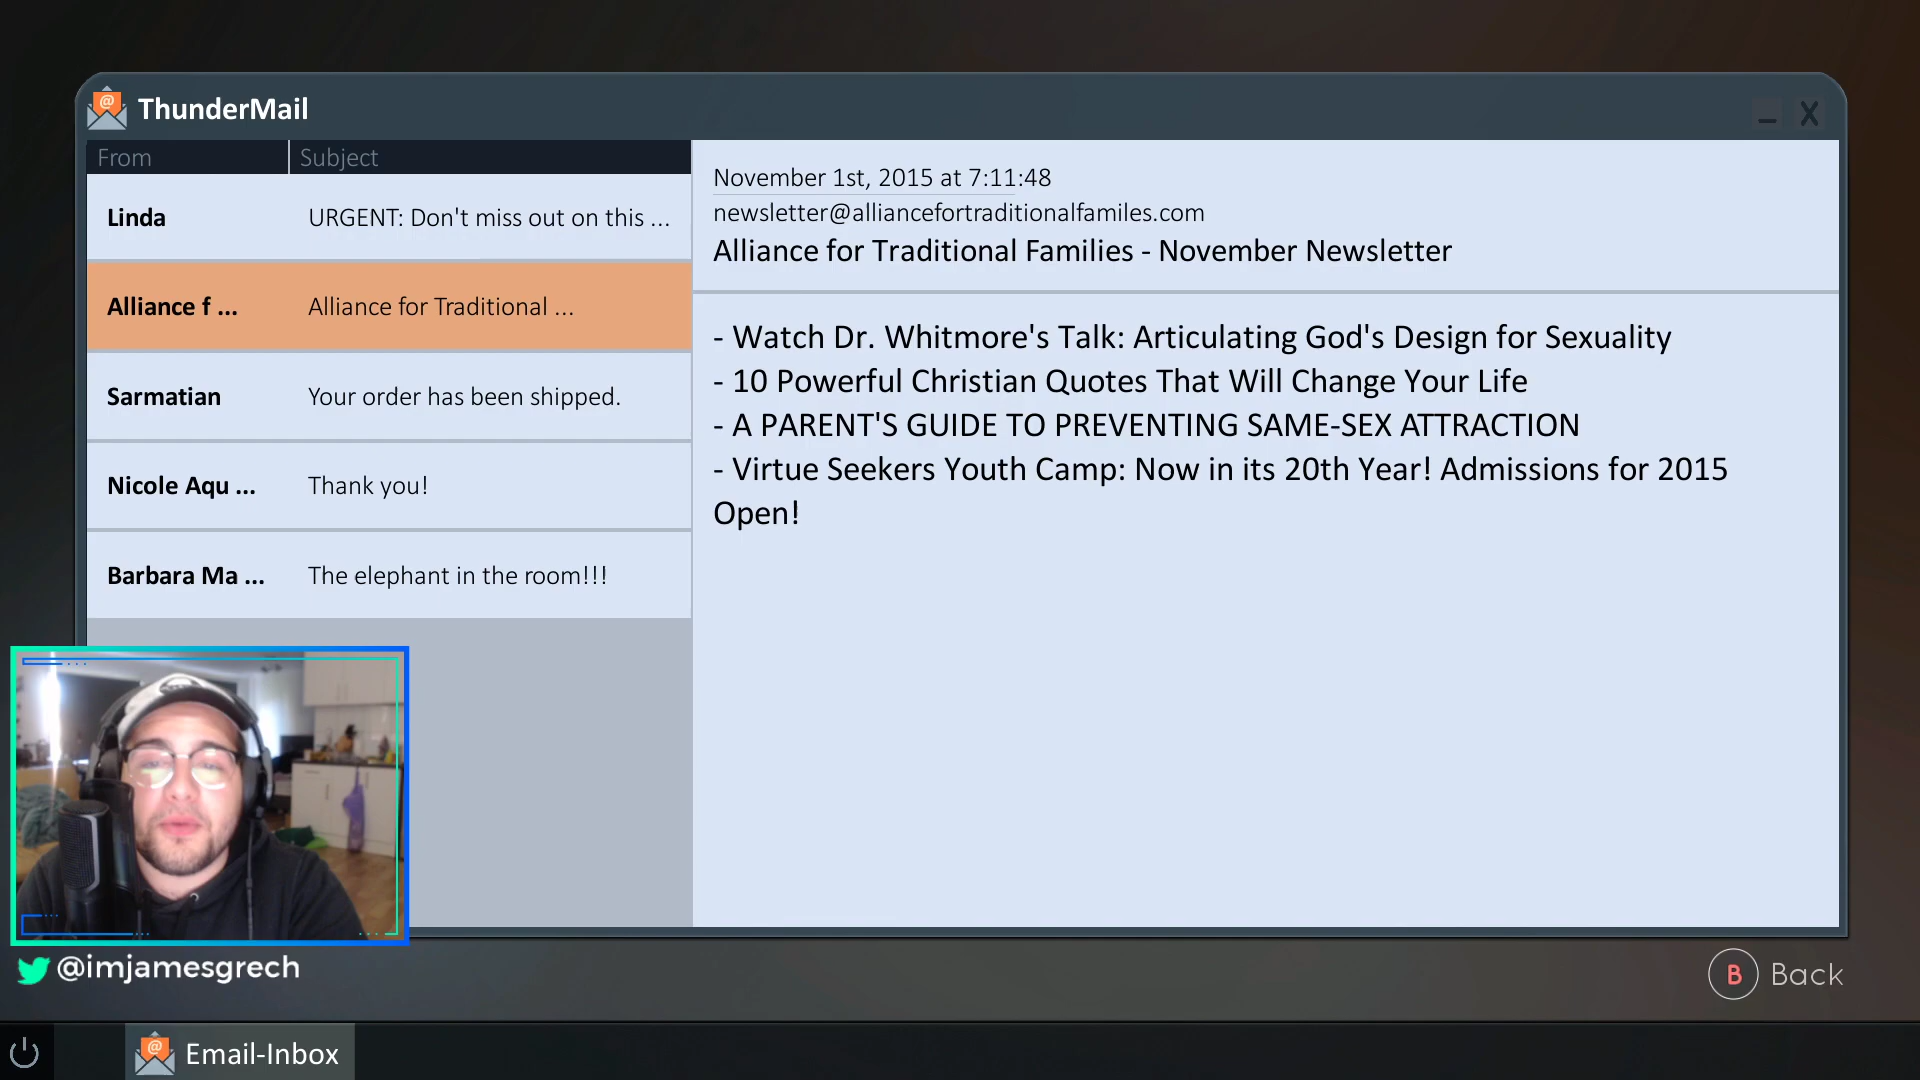 ThunderMail
From Subject
Linda URGENT: Don't miss out on this ...
Alliance f ... Alliance for Traditional ...
Sarmatian Your order has been shipped.
Nicole Aqu ... Thank you!
Barbara Ma ... The elephant in the room!!!
November 1st, 2015 at 7:11:48
newsletter@alliancefortraditionalfamiles.com
Alliance for Traditional Families - November Newsletter
- Watch Dr. Whitmore's Talk: Articulating God's Design for Sexuality
- 10 Powerful Christian Quotes That Will Change Your Life
- A PARENT'S GUIDE TO PREVENTING SAME-SEX ATTRACTION
- Virtue Seekers Youth Camp: Now in its 20th Year! Admissions for 2015
Open!
@imjamesgrech
B Back
Email-Inbox